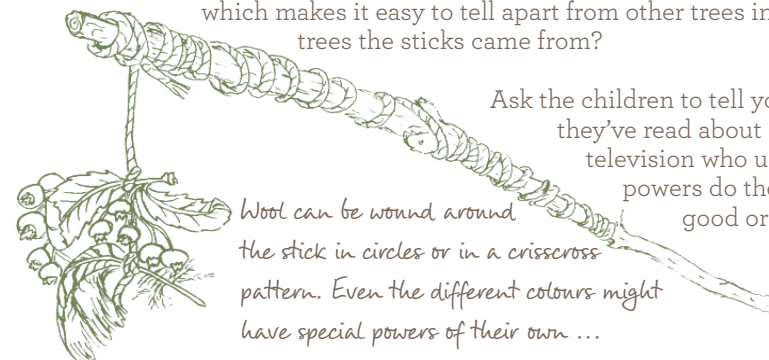 which makes it easy to tell apart from other trees in
trees the sticks came from?
Ask the children to tell yo
they've read about
television who u
powers do the
good or
Wool can be wound around
the stick in circles or in a crisscross
pattern. Even the different colours might
have special powers of their own ...